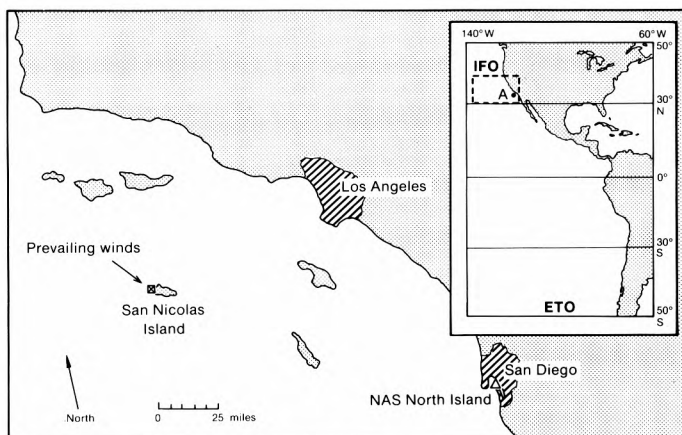 140° W
60° W
50°
N
IFO
A
30°
N
0°
30°
S
ETO
50°
S
Los Angeles
Prevailing winds
San Nicolas
Island
San Diego
NAS North Island
North
0
25 miles